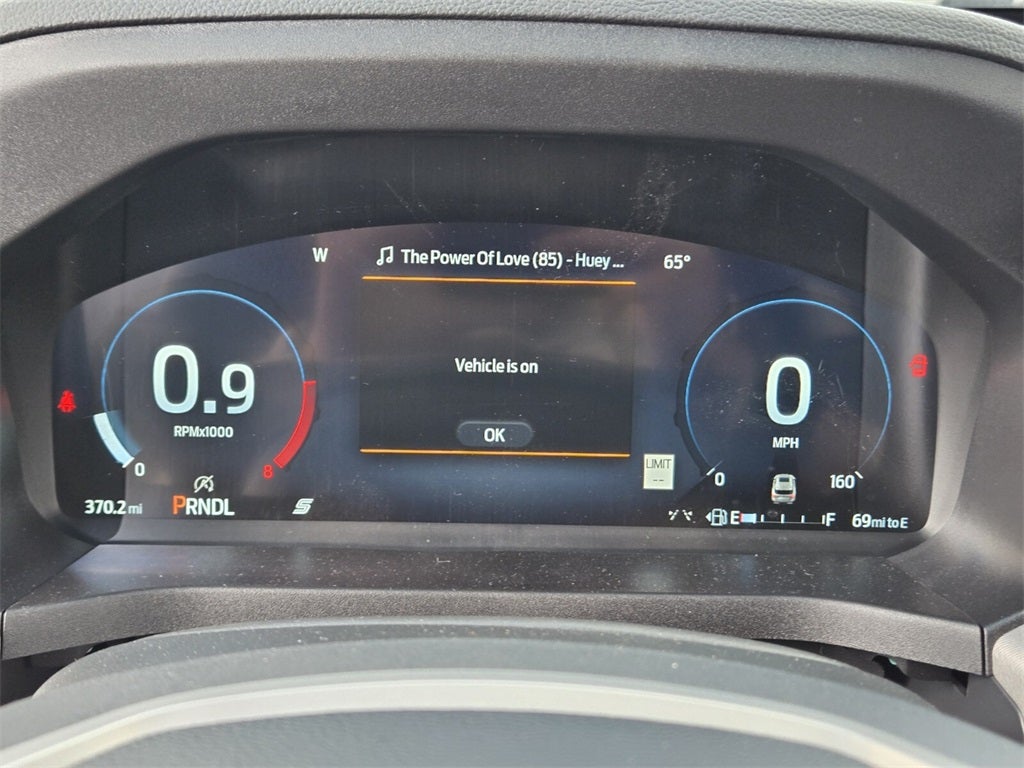 W
The Power Of Love (85) - Huey ...
65°
Vehicle is on
OK
0.9
RPMx1000
0
8
0
MPH
0
160
LIMIT
--
370.2 mi
PRNDL
S
E
F
69 mi to E